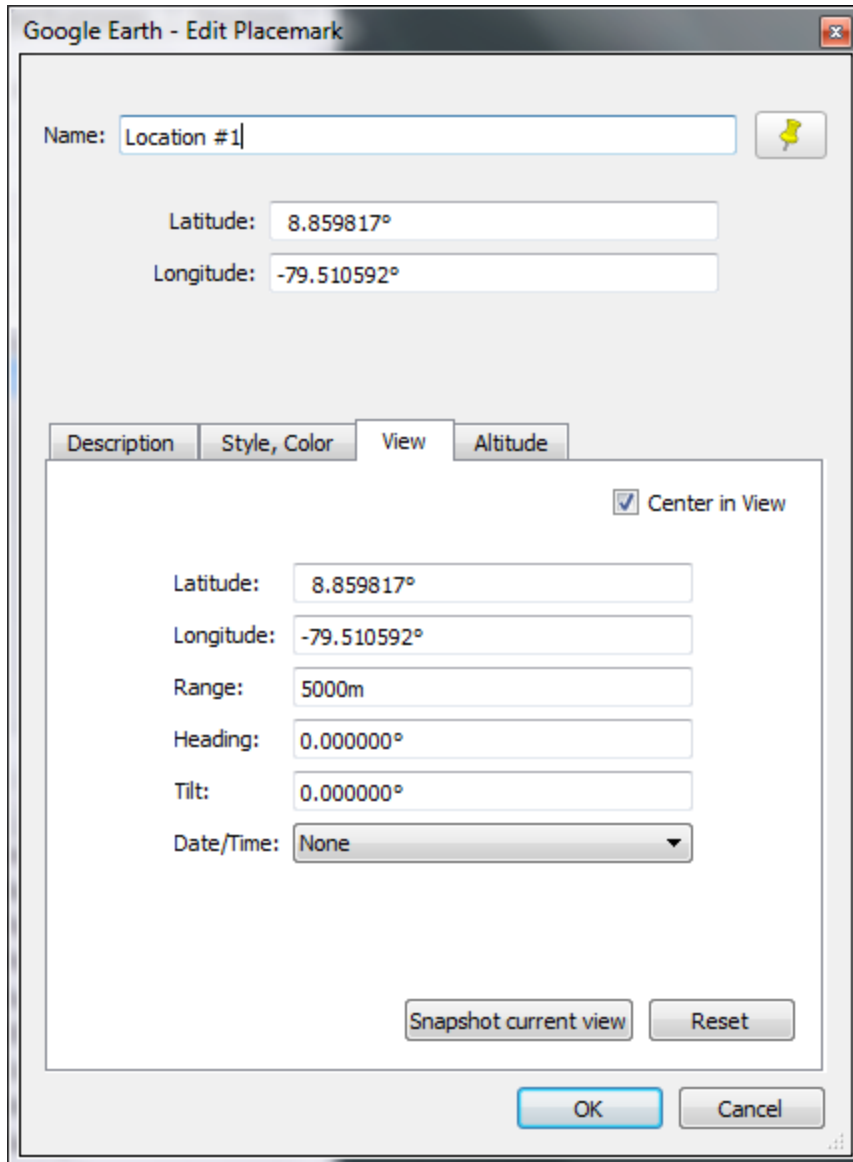 Google Earth - Edit Placemark
Name: Location #1
Latitude: 8.859817°
Longitude: -79.510592°
Description Style, Color View Altitude
Center in View
Latitude: 8.859817°
Longitude: -79.510592°
Range: 5000m
Heading: 0.000000°
Tilt: 0.000000°
Date/Time: None
Snapshot current view Reset
OK Cancel